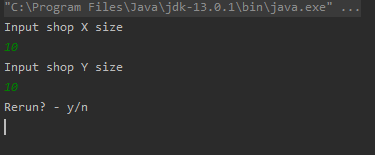 "C:\Program Files\Java\jdk-13.0.1\bin\java.exe" ...
Input shop X size
10
Input shop Y size
10
Rerun? - y/n